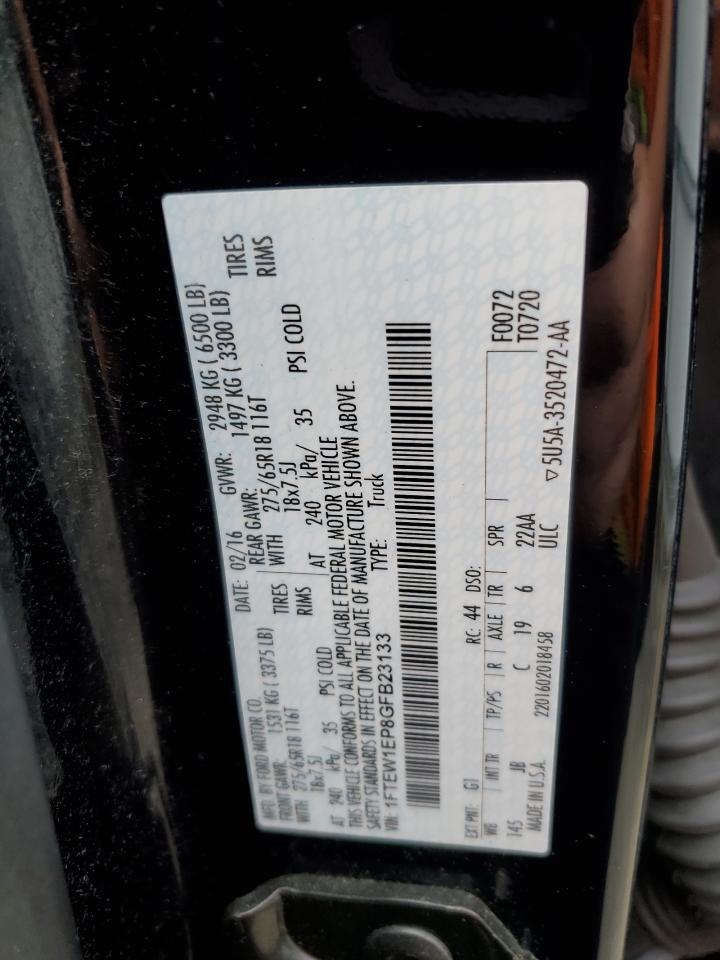 MFD. BY FORD MOTOR CO.
DATE: 02/16 GVWR: 2948 KG ( 6500 LB)
FRONT GAWR: 1531 KG ( 3375 LB) REAR GAWR: 1497 KG ( 3300 LB)
WITH 275/65R18 116T TIRES WITH 275/65R18 116T TIRES
18x7.5J RIMS 18x7.5J RIMS
AT 240 kPa/ 35 PSI COLD AT 240 kPa/ 35 PSI COLD
THIS VEHICLE CONFORMS TO ALL APPLICABLE FEDERAL MOTOR VEHICLE
SAFETY STANDARDS IN EFFECT ON THE DATE OF MANUFACTURE SHOWN ABOVE.
VIN: 1FTEW1EP8GFB23133 TYPE: Truck
F0072
EXT PNT: G1 RC: 44 DSO: T0720
WB INT TR TP/PS R AXLE TR SPR
145 JB C 19 6 22AA
MADE IN U.S.A. 2201602018458 ULC ▽5U5A-3520472-AA